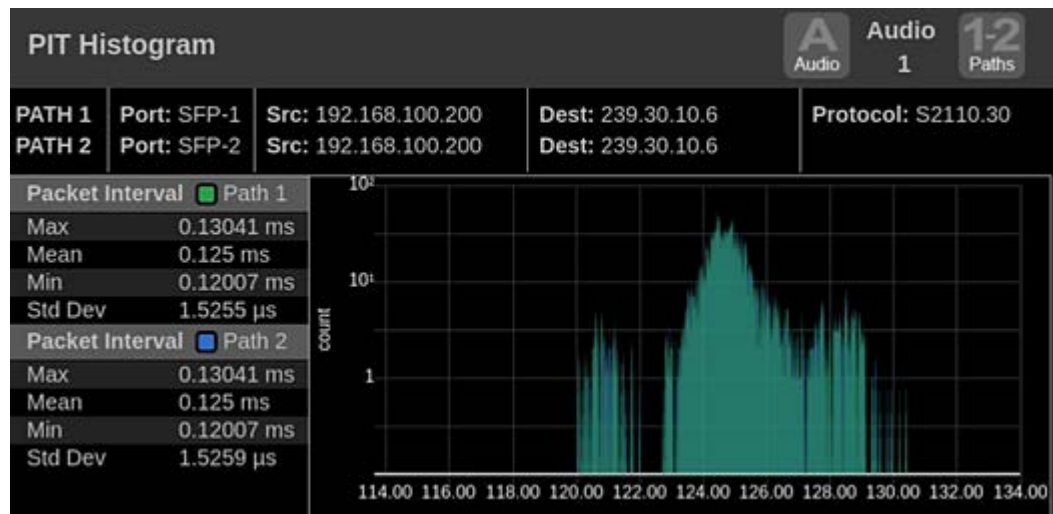 PIT Histogram
A
Audio
Audio
1
1-2
Paths
PATH 1 Port: SFP-1 Src: 192.168.100.200 Dest: 239.30.10.6 Protocol: S2110.30
PATH 2 Port: SFP-2 Src: 192.168.100.200 Dest: 239.30.10.6
Packet Interval Path 1
Max 0.13041 ms
Mean 0.125 ms
Min 0.12007 ms
Std Dev 1.5255 µs
Packet Interval Path 2
Max 0.13041 ms
Mean 0.125 ms
Min 0.12007 ms
Std Dev 1.5259 µs
10²
10¹
1
count
114.00 116.00 118.00 120.00 122.00 124.00 126.00 128.00 130.00 132.00 134.00